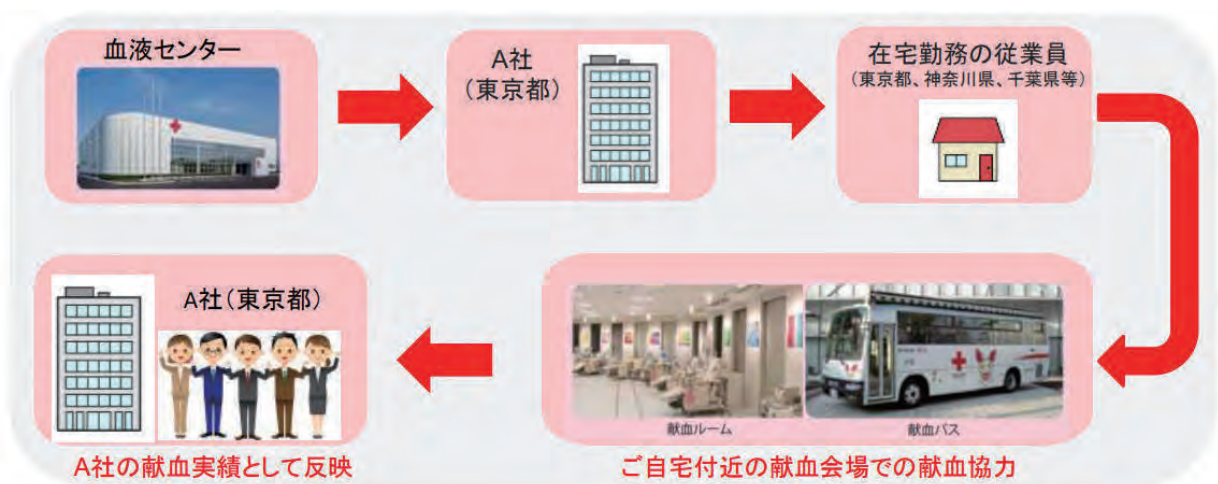 血液センター
A社
（東京都）
在宅勤務の従業員
（東京都、神奈川県、千葉県等）
献血ルーム
献血バス
ご自宅付近の献血会場での献血協力
A社（東京都）
A社の献血実績として反映